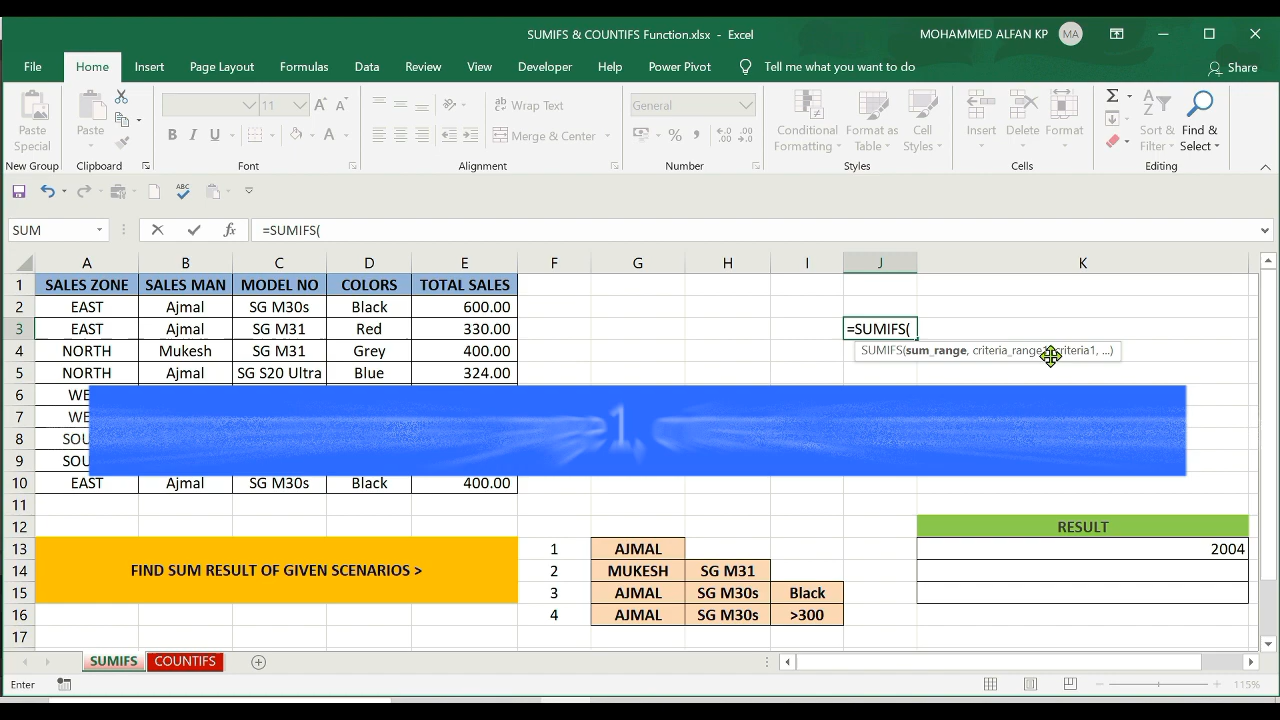 SUMIFS & COUNTIFS Function.xlsx - Excel
MOHAMMED ALFAN KP MA
File Home Insert Page Layout Formulas Data Review View Developer Help Power Pivot Tell me what you want to do Share
Paste Special
New Group
Paste
Clipboard
11
B I U
Font
Wrap Text
Merge & Center
Alignment
General
Number
Conditional Formatting
Format as Table
Cell Styles
Styles
Insert Delete Format
Cells
Sort & Filter
Find & Select
Editing
SUM =SUMIFS(
A B C D E F G H I J K
1 SALES ZONE SALES MAN MODEL NO COLORS TOTAL SALES
2 EAST Ajmal SG M30s Black 600.00
3 EAST Ajmal SG M31 Red 330.00 =SUMIFS(
SUMIFS(sum_range, criteria_range1, criteria1, ...)
4 NORTH Mukesh SG M31 Grey 400.00
5 NORTH Ajmal SG S20 Ultra Blue 324.00
6 WE
7 WE
1,
8 SOU
9 SOU
10 EAST Ajmal SG M30s Black 400.00
11
12 RESULT
13 1 AJMAL 2004
14 FIND SUM RESULT OF GIVEN SCENARIOS > 2 MUKESH SG M31
15 3 AJMAL SG M30s Black
16 4 AJMAL SG M30s >300
17
SUMIFS COUNTIFS
Enter 115%